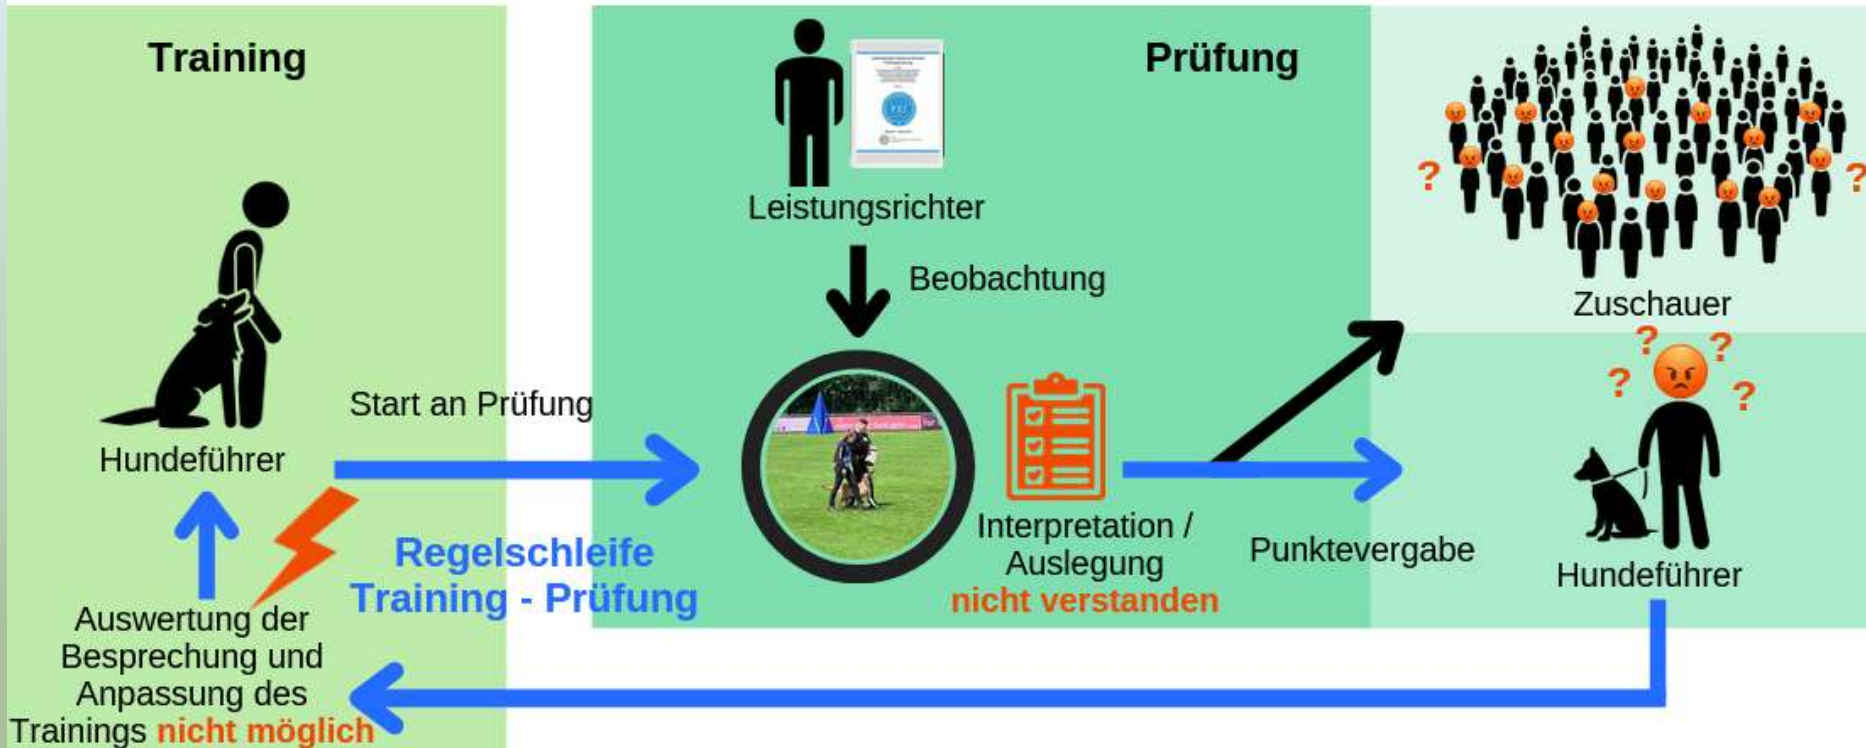 Training
Prüfung
Leistungsrichter
Beobachtung
Zuschauer
?
?
Hundeführer
Start an Prüfung
Regelschleife
Training - Prüfung
Interpretation /
Auslegung
nicht verstanden
Punktevergabe
?
?
?
?
Hundeführer
Auswertung der
Besprechung und
Anpassung des
Trainings nicht möglich